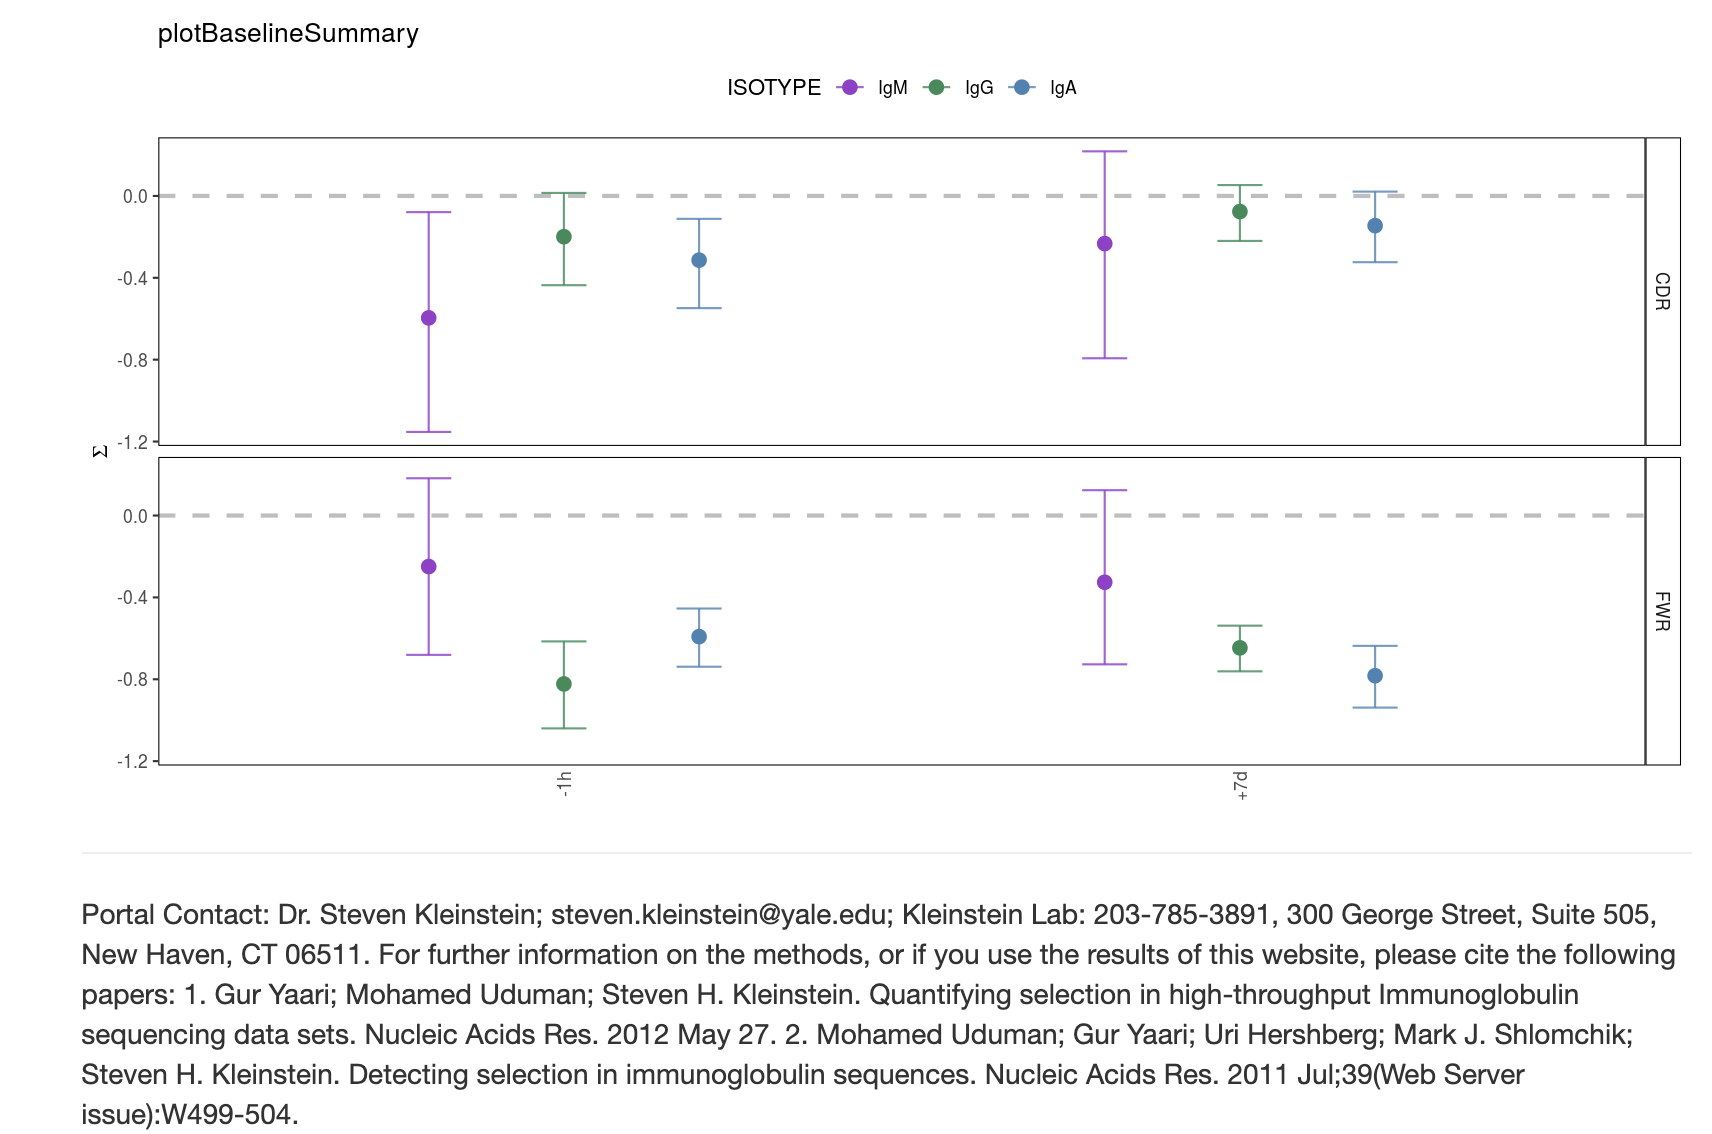 plotBaselineSummary
ISOTYPE IgM IgG IgA
0.0
-0.4
-0.8
-1.2
CDR
Σ
0.0
-0.4
-0.8
-1.2
FWR
-1h
+7d
Portal Contact: Dr. Steven Kleinstein; steven.kleinstein@yale.edu; Kleinstein Lab: 203-785-3891, 300 George Street, Suite 505,
New Haven, CT 06511. For further information on the methods, or if you use the results of this website, please cite the following
papers: 1. Gur Yaari; Mohamed Uduman; Steven H. Kleinstein. Quantifying selection in high-throughput Immunoglobulin
sequencing data sets. Nucleic Acids Res. 2012 May 27. 2. Mohamed Uduman; Gur Yaari; Uri Hershberg; Mark J. Shlomchik;
Steven H. Kleinstein. Detecting selection in immunoglobulin sequences. Nucleic Acids Res. 2011 Jul;39(Web Server
issue):W499-504.